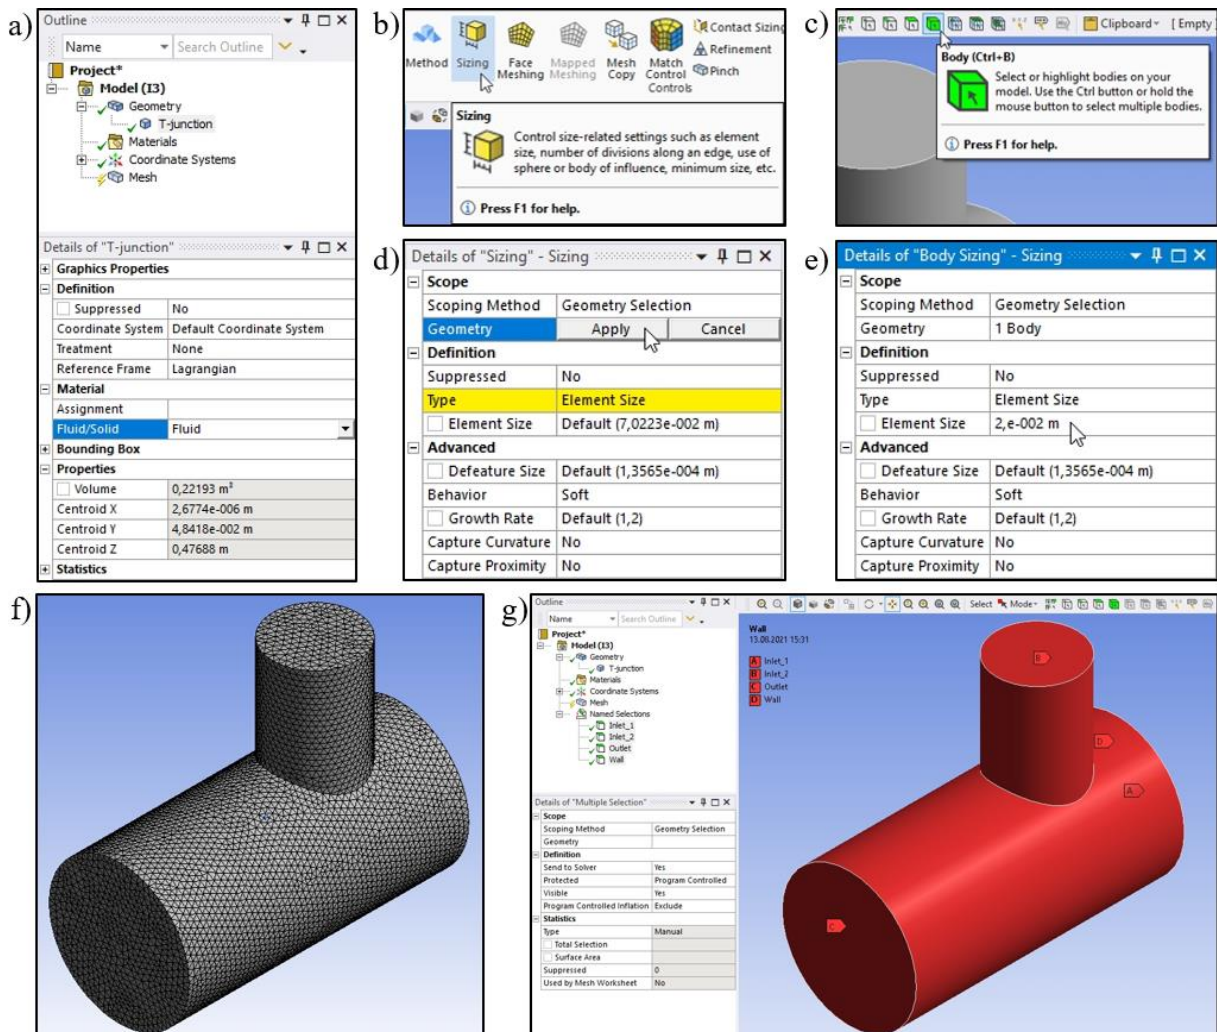 a)
Outline
Name Search Outline
Project*
Model (I3)
Geometry
T-junction
Materials
Coordinate Systems
Mesh
Details of "T-junction"
Graphics Properties
Definition
Suppressed No
Coordinate System Default Coordinate System
Treatment None
Reference Frame Lagrangian
Material
Assignment
Fluid/Solid Fluid
Bounding Box
Properties
Volume 0,22193 m³
Centroid X 2,6774e-006 m
Centroid Y 4,8418e-002 m
Centroid Z 0,47688 m
Statistics
b)
Method Sizing Face Meshing Mapped Meshing Mesh Copy Match Control
Contact Sizing
Refinement
Pinch
Controls
Sizing
Control size-related settings such as element
size, number of divisions along an edge, use of
sphere or body of influence, minimum size, etc.
Press F1 for help.
c)
Clipboard [ Empty ]
Body (Ctrl+B)
Select or highlight bodies on your
model. Use the Ctrl button or hold the
mouse button to select multiple bodies.
Press F1 for help.
d)
Details of "Sizing" - Sizing
Scope
Scoping Method Geometry Selection
Geometry Apply Cancel
Definition
Suppressed No
Type Element Size
Element Size Default (7,0223e-002 m)
Advanced
Defeature Size Default (1,3565e-004 m)
Behavior Soft
Growth Rate Default (1,2)
Capture Curvature No
Capture Proximity No
e)
Details of "Body Sizing" - Sizing
Scope
Scoping Method Geometry Selection
Geometry 1 Body
Definition
Suppressed No
Type Element Size
Element Size 2,e-002 m
Advanced
Defeature Size Default (1,3565e-004 m)
Behavior Soft
Growth Rate Default (1,2)
Capture Curvature No
Capture Proximity No
f)
g)
Outline
Name Search Outline
Project*
Model (I3)
Geometry
T-junction
Materials
Coordinate Systems
Mesh
Named Selections
Inlet_1
Inlet_2
Outlet
Wall
Details of "Multiple Selection"
Scope
Scoping Method Geometry Selection
Geometry
Definition
Send to Solver Yes
Protected Program Controlled
Visible Yes
Program Controlled Inflation Exclude
Statistics
Type Manual
Total Selection
Surface Area
Suppressed 0
Used by Mesh Worksheet No
Select Mode
Wall
13.08.2021 15:31
A Inlet_1
B Inlet_2
C Outlet
D Wall
B
D
A
C